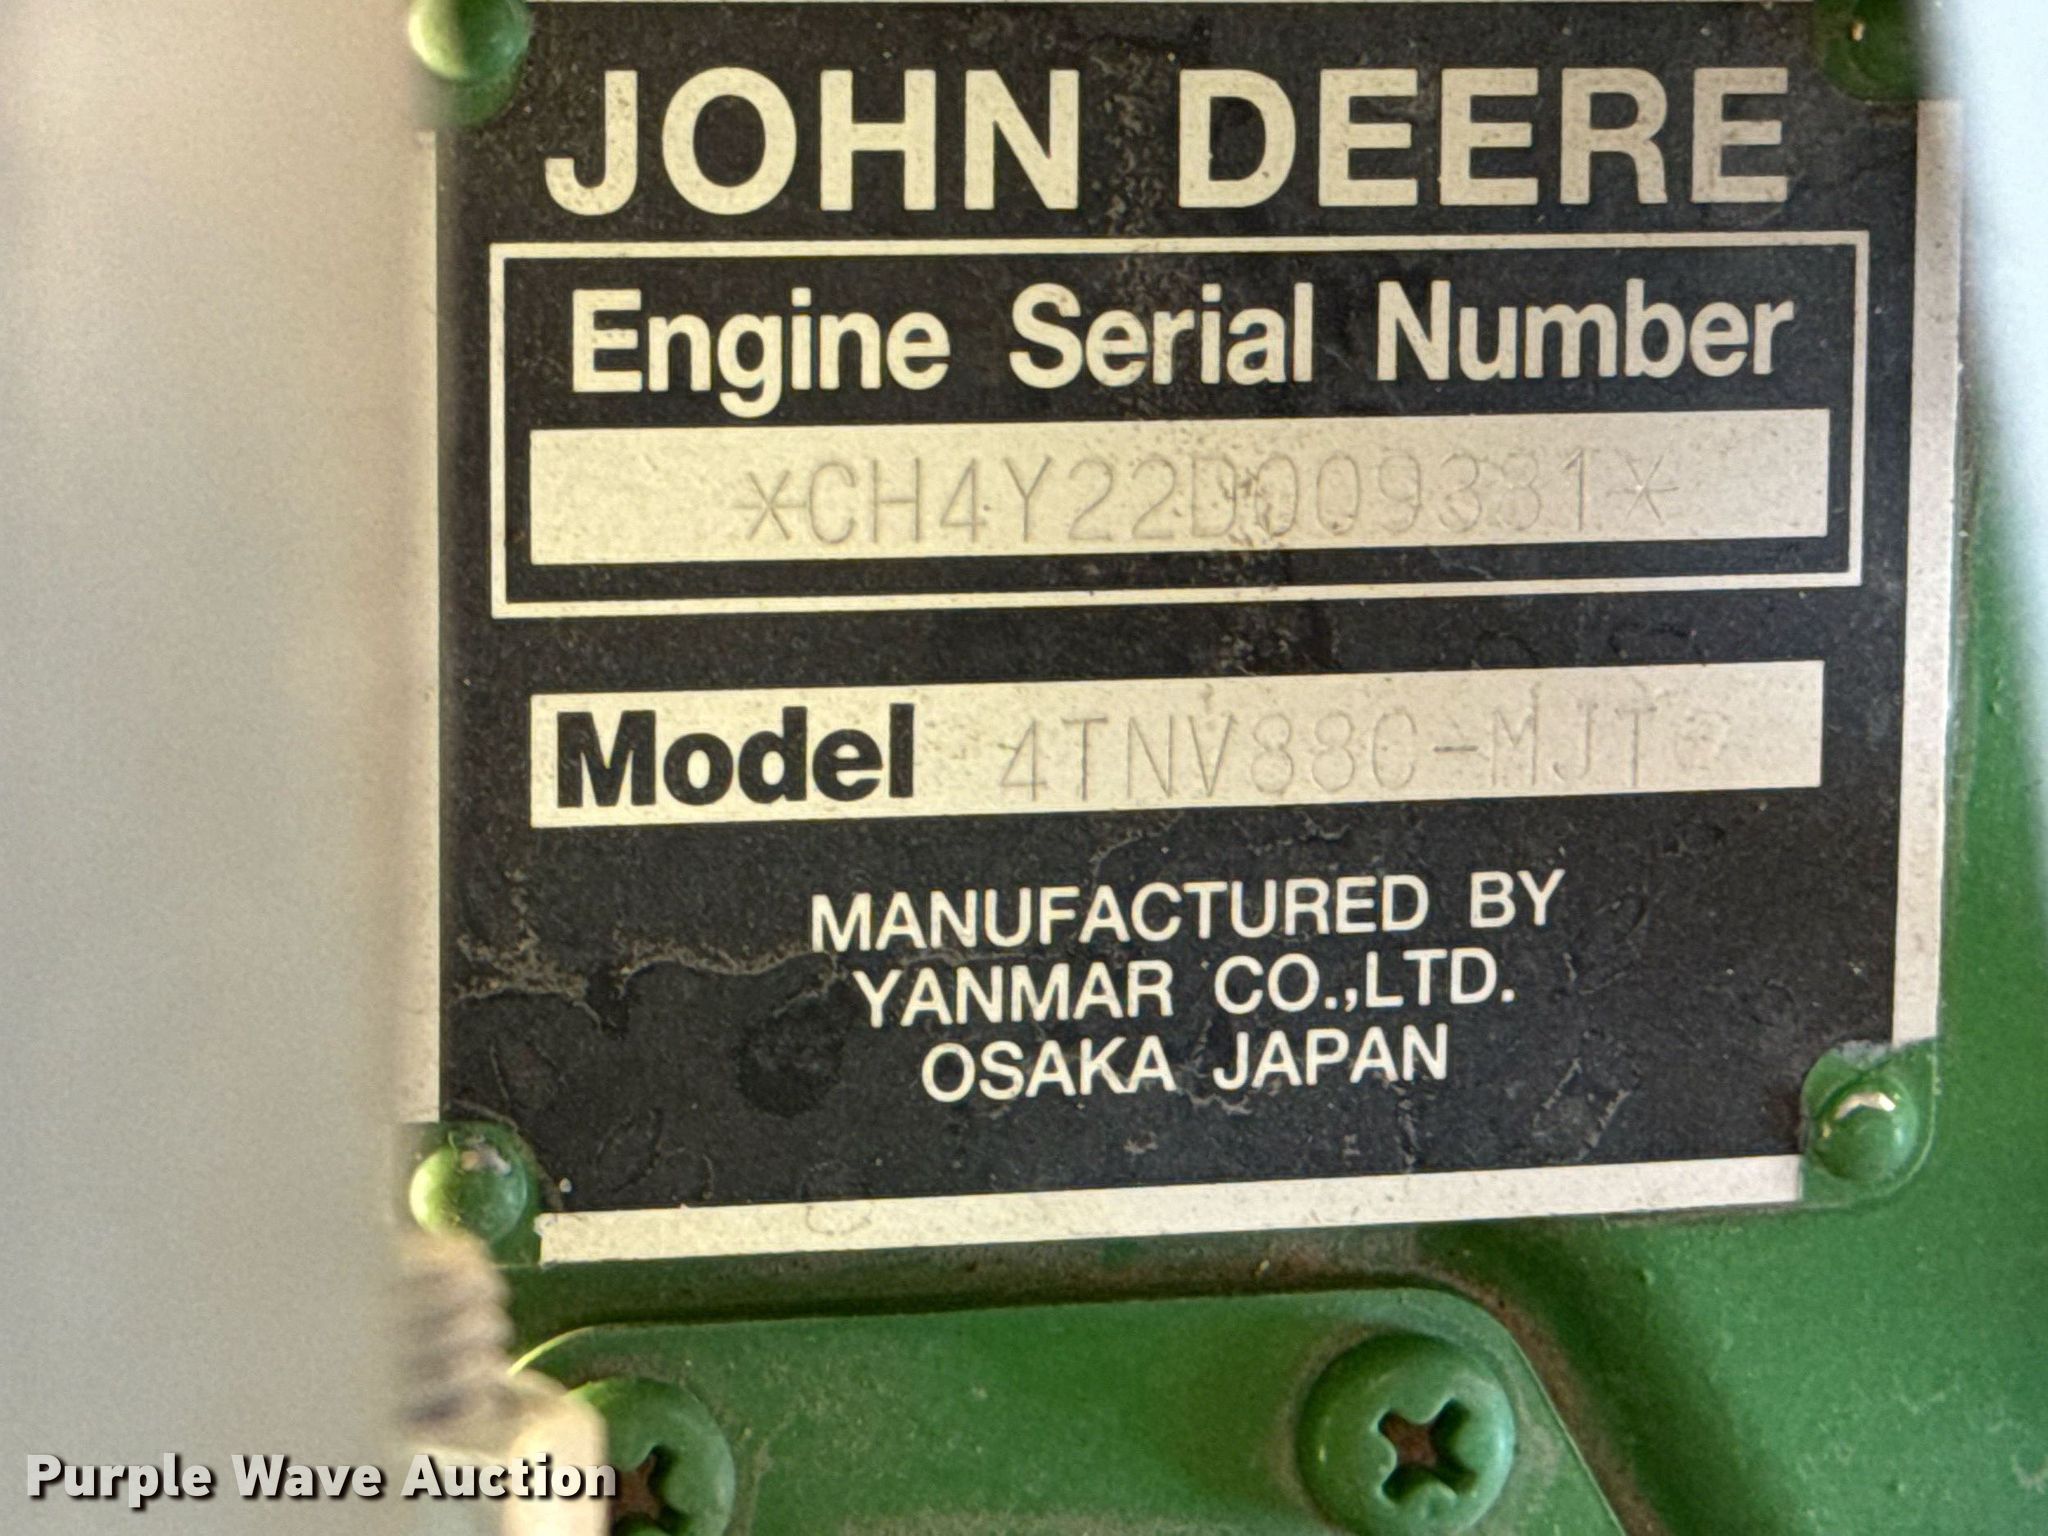 JOHN DEERE
Engine Serial Number
*CH4Y22D009381*
Model 4TNV88C-MJT
MANUFACTURED BY
YANMAR CO.,LTD.
OSAKA JAPAN
Purple Wave Auction